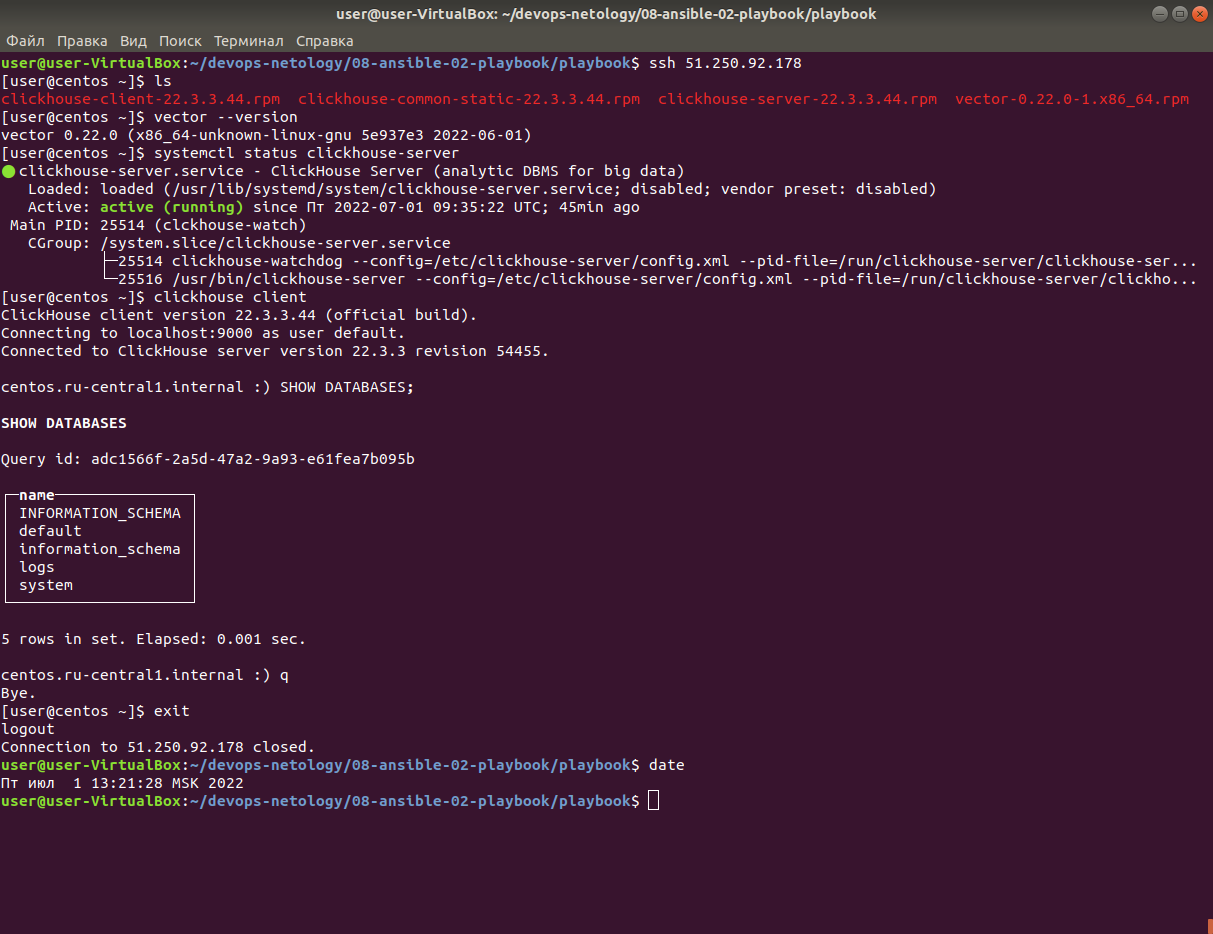 user@user-VirtualBox: ~/devops-netology/08-ansible-02-playbook/playbook
Файл Правка Вид Поиск Терминал Справка
user@user-VirtualBox:~/devops-netology/08-ansible-02-playbook/playbook$ ssh 51.250.92.178
[user@centos ~]$ ls
clickhouse-client-22.3.3.44.rpm  clickhouse-common-static-22.3.3.44.rpm  clickhouse-server-22.3.3.44.rpm  vector-0.22.0-1.x86_64.rpm
[user@centos ~]$ vector --version
vector 0.22.0 (x86_64-unknown-linux-gnu 5e937e3 2022-06-01)
[user@centos ~]$ systemctl status clickhouse-server
● clickhouse-server.service - ClickHouse Server (analytic DBMS for big data)
   Loaded: loaded (/usr/lib/systemd/system/clickhouse-server.service; disabled; vendor preset: disabled)
   Active: active (running) since Пт 2022-07-01 09:35:22 UTC; 45min ago
 Main PID: 25514 (clckhouse-watch)
   CGroup: /system.slice/clickhouse-server.service
           ├─25514 clickhouse-watchdog --config=/etc/clickhouse-server/config.xml --pid-file=/run/clickhouse-server/clickhouse-ser...
           └─25516 /usr/bin/clickhouse-server --config=/etc/clickhouse-server/config.xml --pid-file=/run/clickhouse-server/clickho...
[user@centos ~]$ clickhouse client
ClickHouse client version 22.3.3.44 (official build).
Connecting to localhost:9000 as user default.
Connected to ClickHouse server version 22.3.3 revision 54455.
centos.ru-central1.internal :) SHOW DATABASES;
SHOW DATABASES
Query id: adc1566f-2a5d-47a2-9a93-e61fea7b095b
name
INFORMATION_SCHEMA
default
information_schema
logs
system
5 rows in set. Elapsed: 0.001 sec.
centos.ru-central1.internal :) q
Bye.
[user@centos ~]$ exit
logout
Connection to 51.250.92.178 closed.
user@user-VirtualBox:~/devops-netology/08-ansible-02-playbook/playbook$ date
Пт июл  1 13:21:28 MSK 2022
user@user-VirtualBox:~/devops-netology/08-ansible-02-playbook/playbook$